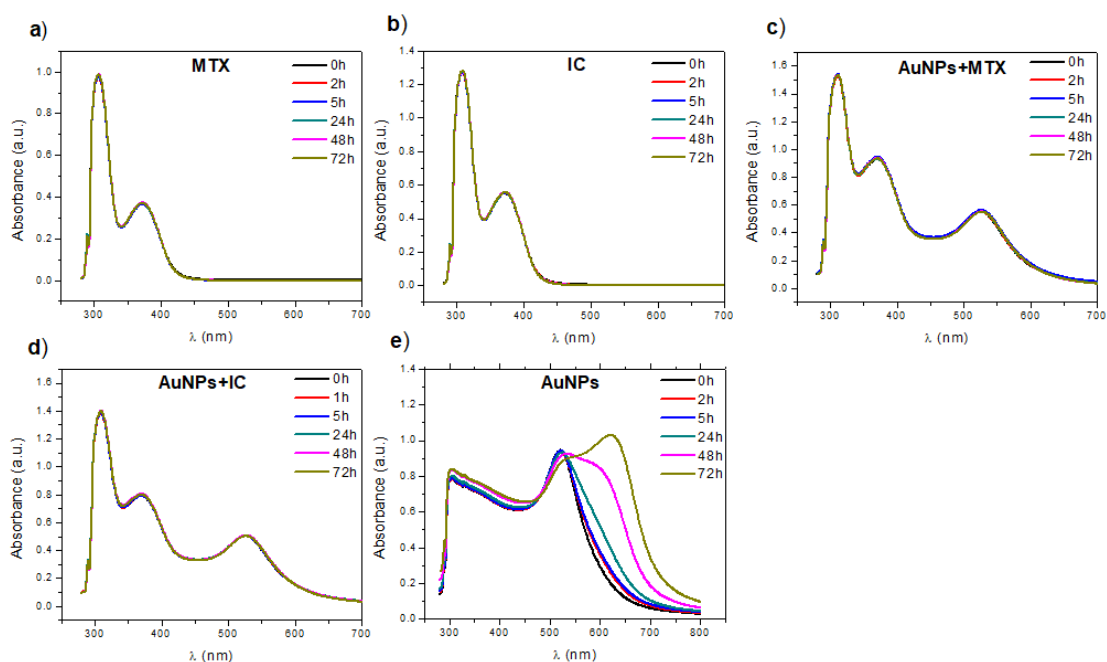 a)
MTX
0h
2h
5h
24h
48h
72h
Absorbance (a.u.)
1.0
0.8
0.6
0.4
0.2
0.0
300 400 500 600 700
λ (nm)
b)
IC
0h
2h
5h
24h
48h
72h
Absorbance (a.u.)
1.4
1.2
1.0
0.8
0.6
0.4
0.2
0.0
300 400 500 600 700
λ (nm)
c)
AuNPs+MTX
0h
2h
5h
24h
48h
72h
Absorbance (a.u.)
1.6
1.4
1.2
1.0
0.8
0.6
0.4
0.2
0.0
300 400 500 600 700
λ (nm)
d)
AuNPs+IC
0h
1h
5h
24h
48h
72h
Absorbance (a.u.)
1.6
1.4
1.2
1.0
0.8
0.6
0.4
0.2
0.0
300 400 500 600 700
λ (nm)
e)
AuNPs
0h
2h
5h
24h
48h
72h
Absorbance (a.u.)
1.4
1.2
1.0
0.8
0.6
0.4
0.2
0.0
300 400 500 600 700 800
λ (nm)